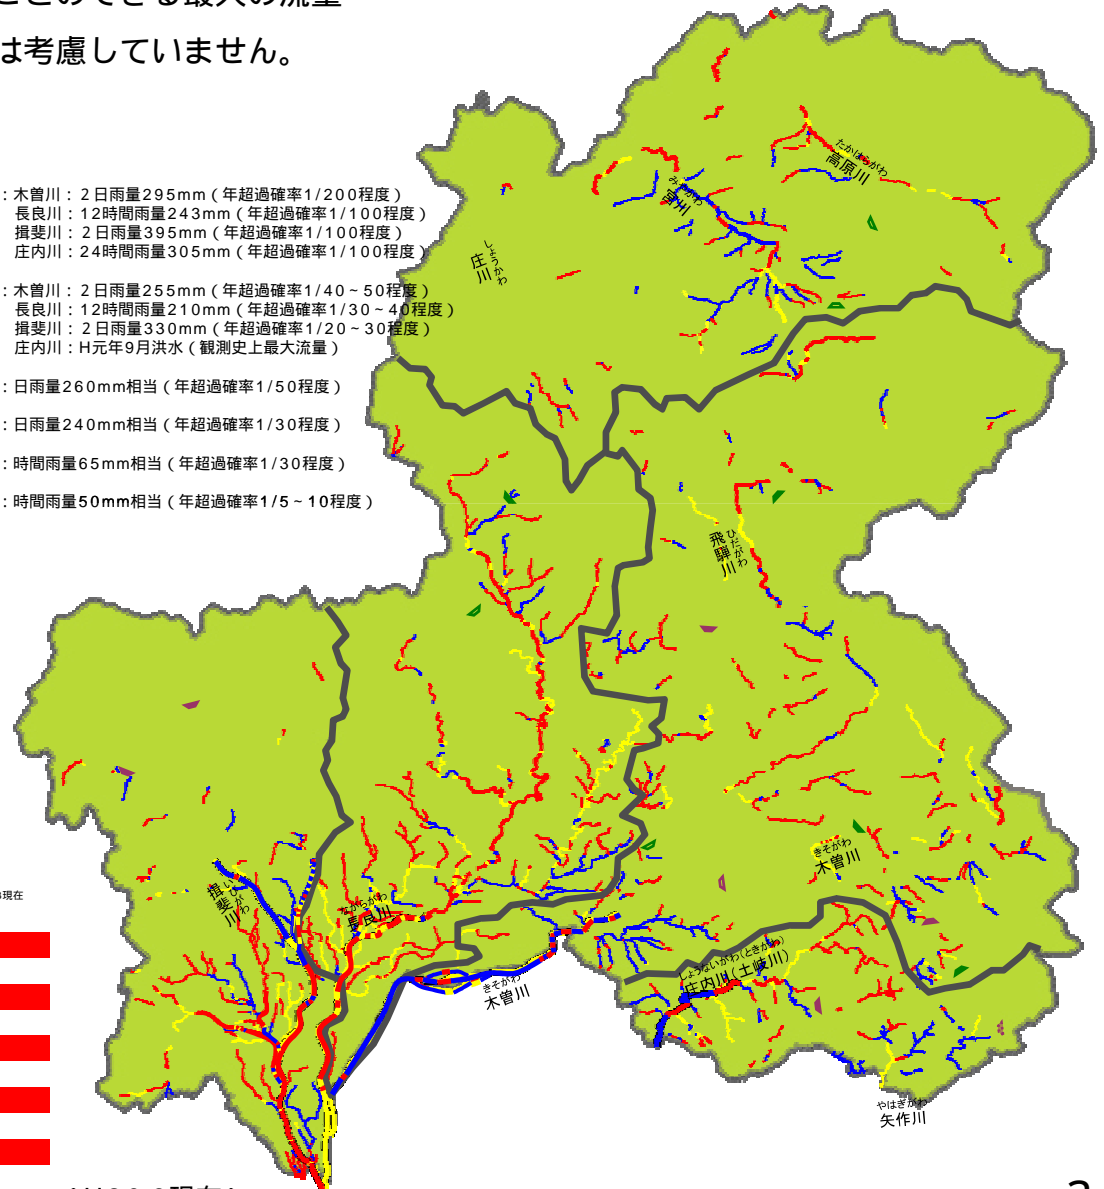 ことのできる最大の流量
は考慮していません。
：木曽川：２日雨量295mm（年超過確率1/200程度）
長良川：12時間雨量243mm（年超過確率1/100程度）
揖斐川：２日雨量395mm（年超過確率1/100程度）
庄内川：24時間雨量305mm（年超過確率1/100程度）
：木曽川：２日雨量255mm（年超過確率1/40～50程度）
長良川：12時間雨量210mm（年超過確率1/30～40程度）
揖斐川：２日雨量330mm（年超過確率1/20～30程度）
庄内川：H元年9月洪水（観測史上最大流量）
：日雨量260mm相当（年超過確率1/50程度）
：日雨量240mm相当（年超過確率1/30程度）
：時間雨量65mm相当（年超過確率1/30程度）
：時間雨量50mm相当（年超過確率1/5～10程度）
たかはらがわ
高原川
みやがわ
宮川
しょうかわ
庄川
ひだがわ
飛騨川
きそがわ
木曽川
いびがわ
揖斐川
ながらがわ
長良川
しょうないがわ(ときがわ)
庄内川(土岐川)
きそがわ
木曽川
やはぎがわ
矢作川
現在